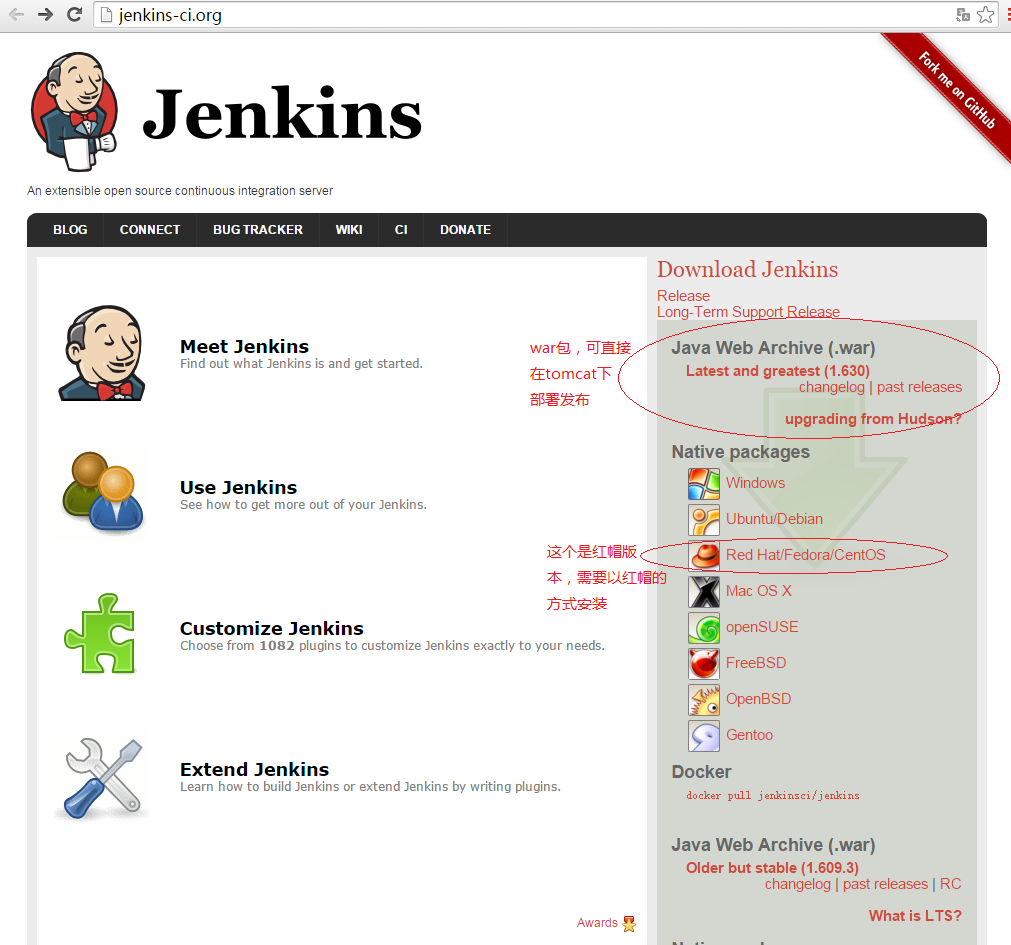 jenkins-ci.org
Fork me on GitHub
Jenkins
An extensible open source continuous integration server
BLOG CONNECT BUG TRACKER WIKI CI DONATE
Meet Jenkins
Find out what Jenkins is and get started.
Use Jenkins
See how to get more out of your Jenkins.
Customize Jenkins
Choose from 1082 plugins to customize Jenkins exactly to your needs.
Extend Jenkins
Learn how to build Jenkins or extend Jenkins by writing plugins.
Awards
war包，可直接
在tomcat下
部署发布
这个是红帽版
本，需要以红帽的
方式安装
Download Jenkins
Release
Long-Term Support Release
Java Web Archive (.war)
Latest and greatest (1.630)
changelog | past releases
upgrading from Hudson?
Native packages
Windows
Ubuntu/Debian
Red Hat/Fedora/CentOS
Mac OS X
openSUSE
FreeBSD
OpenBSD
Gentoo
Docker
docker pull jenkinsci/jenkins
Java Web Archive (.war)
Older but stable (1.609.3)
changelog | past releases | RC
What is LTS?